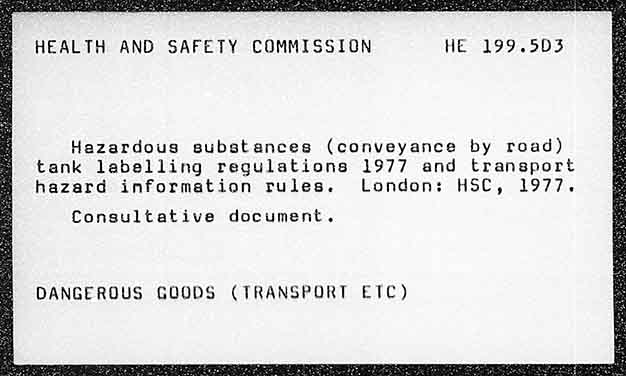 HEALTH AND SAFETY COMMISSION HE 199.5D3
Hazardous substances (conveyance by road)
tank labelling regulations 1977 and transport
hazard information rules. London: HSC, 1977.
Consultative document.
DANGEROUS GOODS (TRANSPORT ETC)